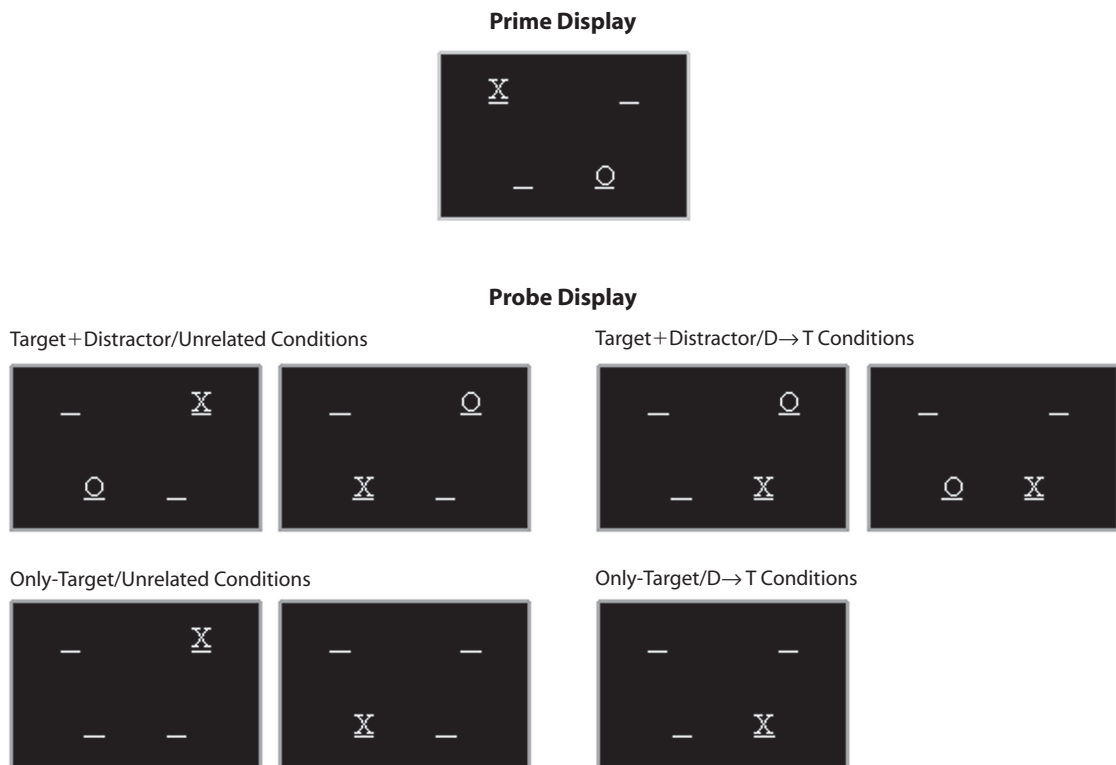 Prime Display
X _
_ O
Probe Display
Target+Distractor/Unrelated Conditions
Target+Distractor/D→T Conditions
_ X _ O _ O _ _
O _ X _ _ X O X
Only-Target/Unrelated Conditions
Only-Target/D→T Conditions
_ X _ _ _ _
_ _ X _ _ X